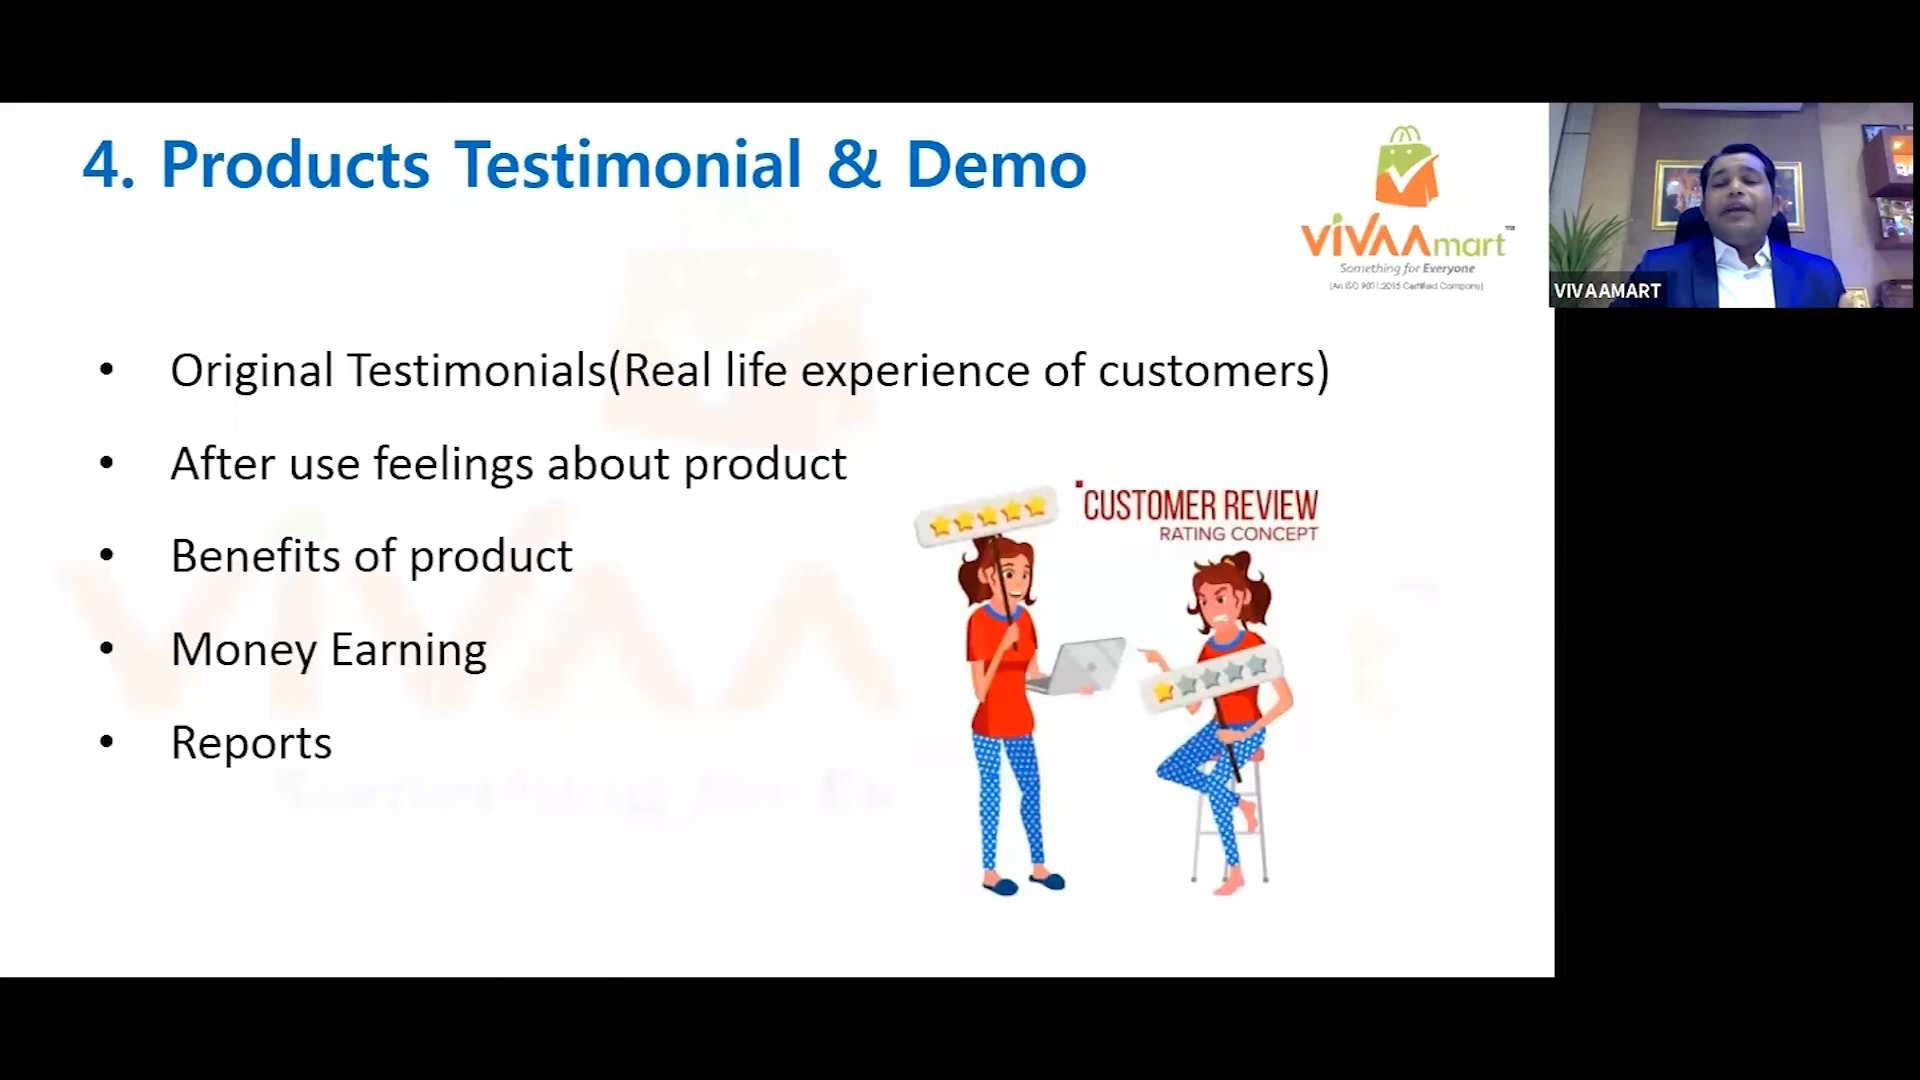 4. Products Testimonial & Demo
ViVAAmart™
Something for Everyone
(An ISO 9001:2015 Certified Company)
VIVAAMART
• Original Testimonials(Real life experience of customers)
• After use feelings about product
• Benefits of product
• Money Earning
• Reports
CUSTOMER REVIEW
RATING CONCEPT